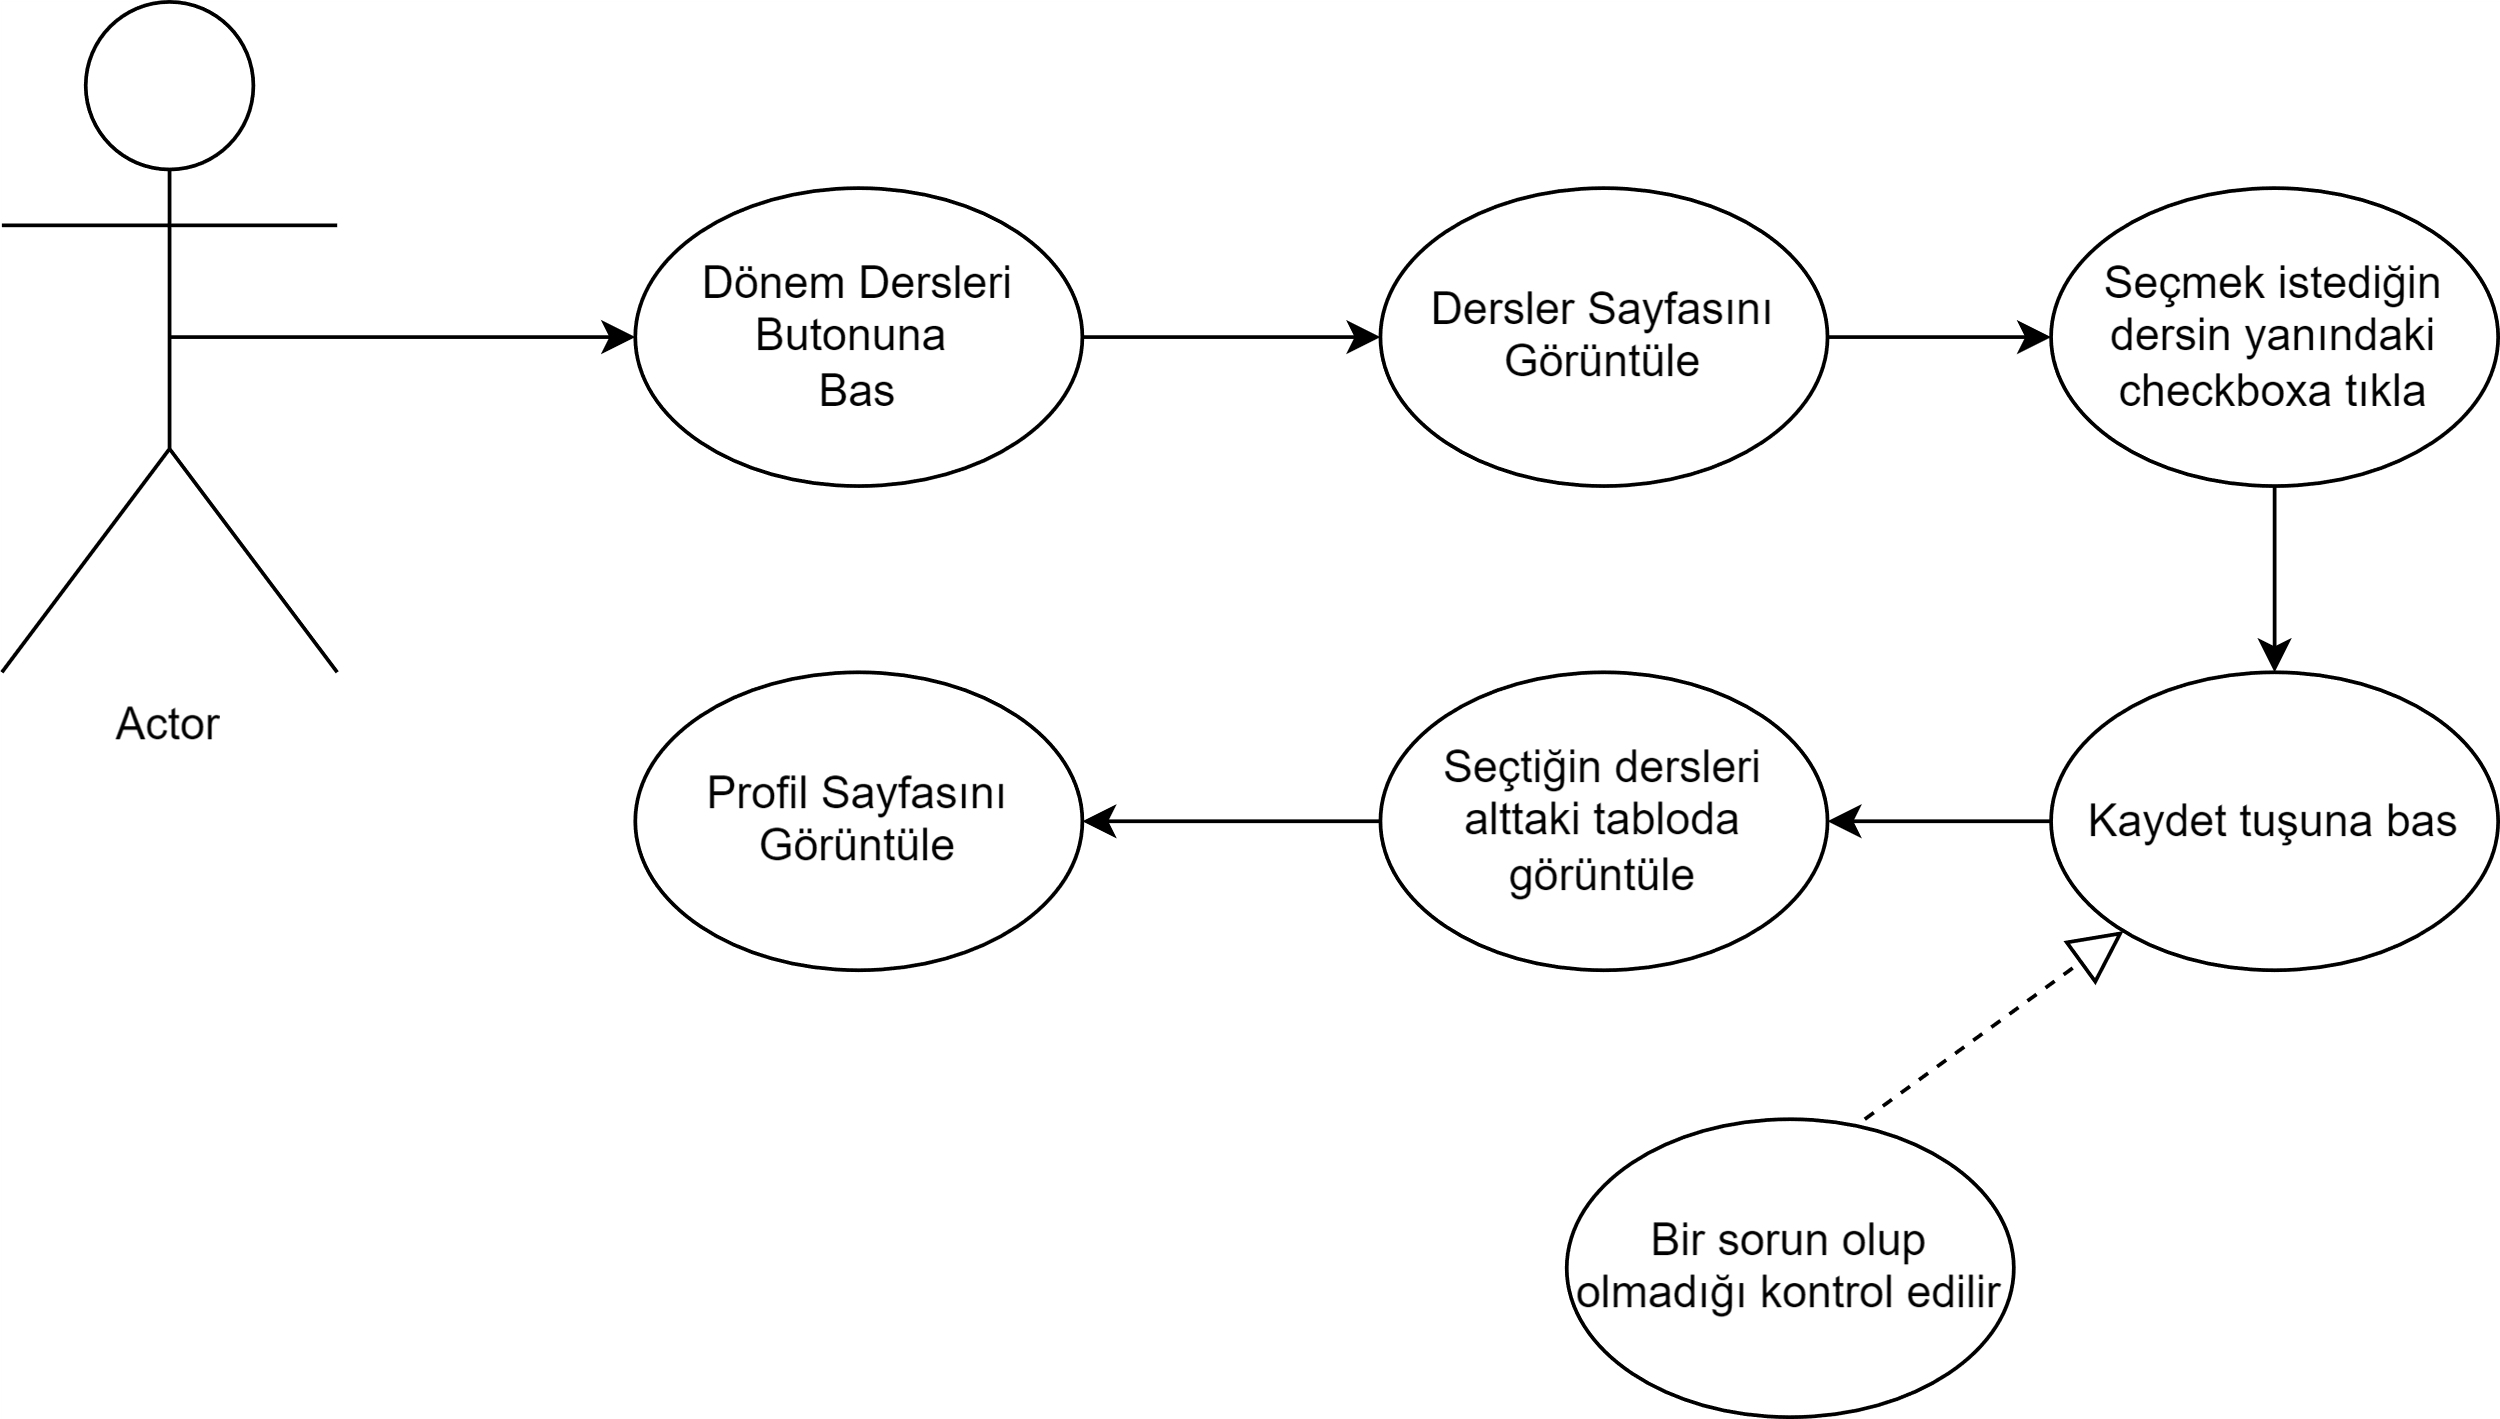 Dönem Dersleri
Butonuna
Bas
Dersler Sayfasını
Görüntüle
Seçmek istediğin
dersin yanındaki
checkboxa tıkla
Actor
Profil Sayfasını
Görüntüle
Seçtiğin dersleri
alttaki tabloda
görüntüle
Kaydet tuşuna bas
Bir sorun olup
olmadığı kontrol edilir